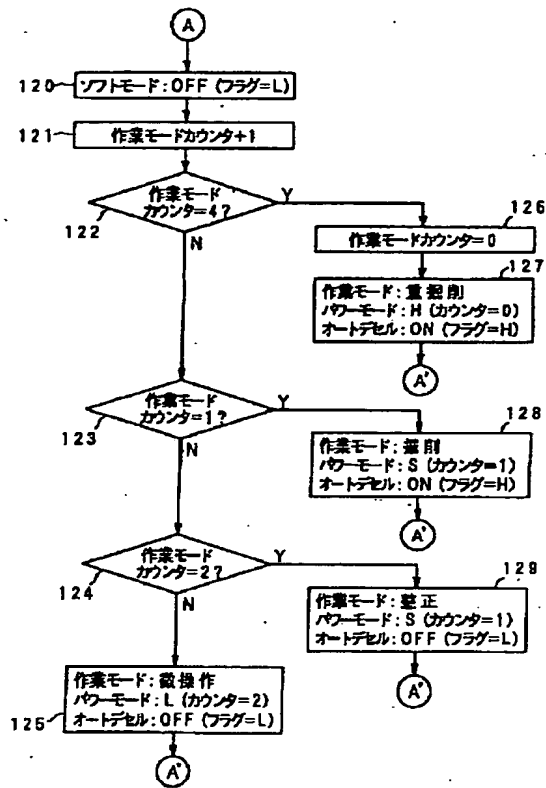 A
120
ソフトモード:OFF(フラグ=L)
121
作業モードカウンタ+1
作業モード
カウンタ=4?
Y
122
N
126
作業モードカウンタ=0
127
作業モード:重掘削
パワーモード:H(カウンタ=0)
オートデセル:ON(フラグ=H)
A'
作業モード
カウンタ=1?
Y
123
N
128
作業モード:掘削
パワーモード:S(カウンタ=1)
オートデセル:ON(フラグ=H)
A'
作業モード
カウンタ=2?
Y
124
N
129
作業モード:整正
パワーモード:S(カウンタ=1)
オートデセル:OFF(フラグ=L)
A'
作業モード:微操作
パワーモード:L(カウンタ=2)
125
オートデセル:OFF(フラグ=L)
A'